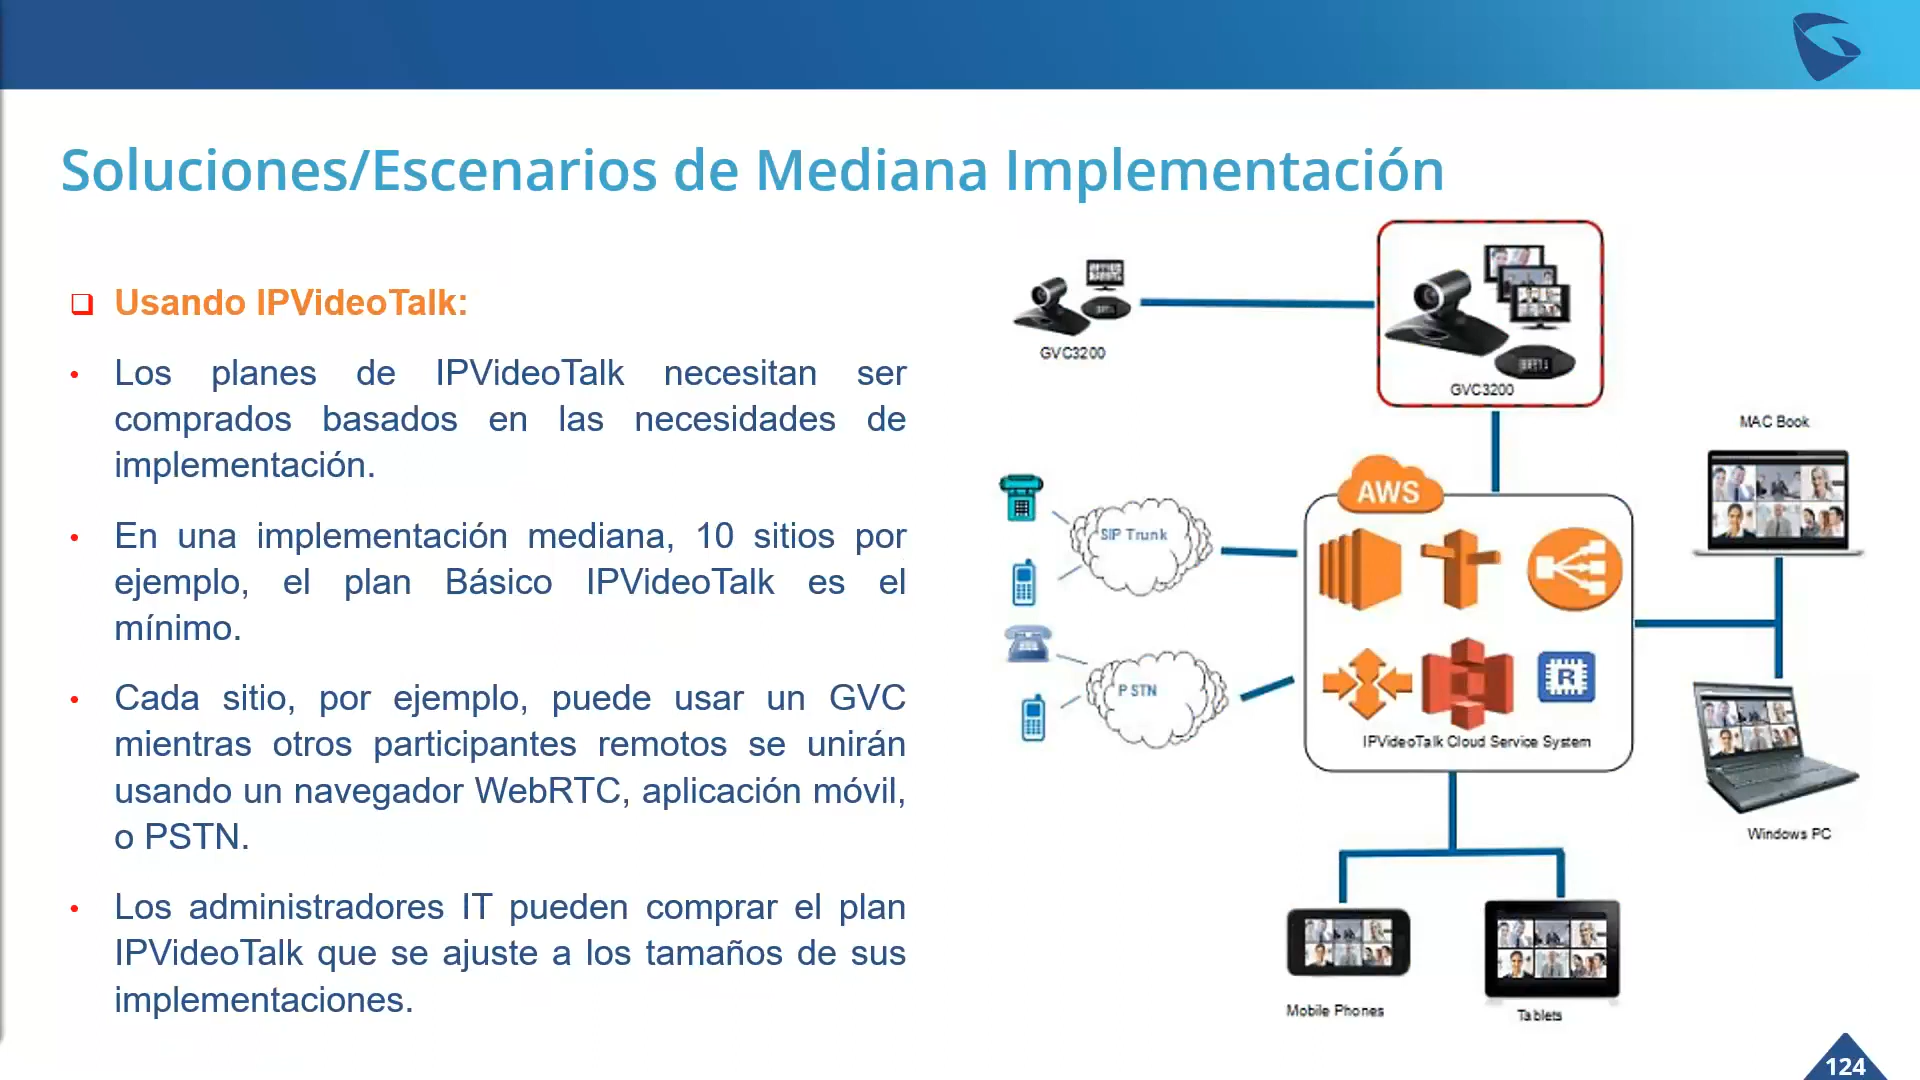 Soluciones/Escenarios de Mediana Implementación
Usando IPVideoTalk:
Los planes de IPVideoTalk necesitan ser
comprados basados en las necesidades de
implementación.
En una implementación mediana, 10 sitios por
ejemplo, el plan Básico IPVideoTalk es el
mínimo.
Cada sitio, por ejemplo, puede usar un GVC
mientras otros participantes remotos se unirán
usando un navegador WebRTC, aplicación móvil,
o PSTN.
Los administradores IT pueden comprar el plan
IPVideoTalk que se ajuste a los tamaños de sus
implementaciones.
GVC3200
GVC3200
MAC Book
AWS
SIP Trunk
PSTN
R
IPVideoTalk Cloud Service System
Windows PC
Mobile Phones
Tablets
124